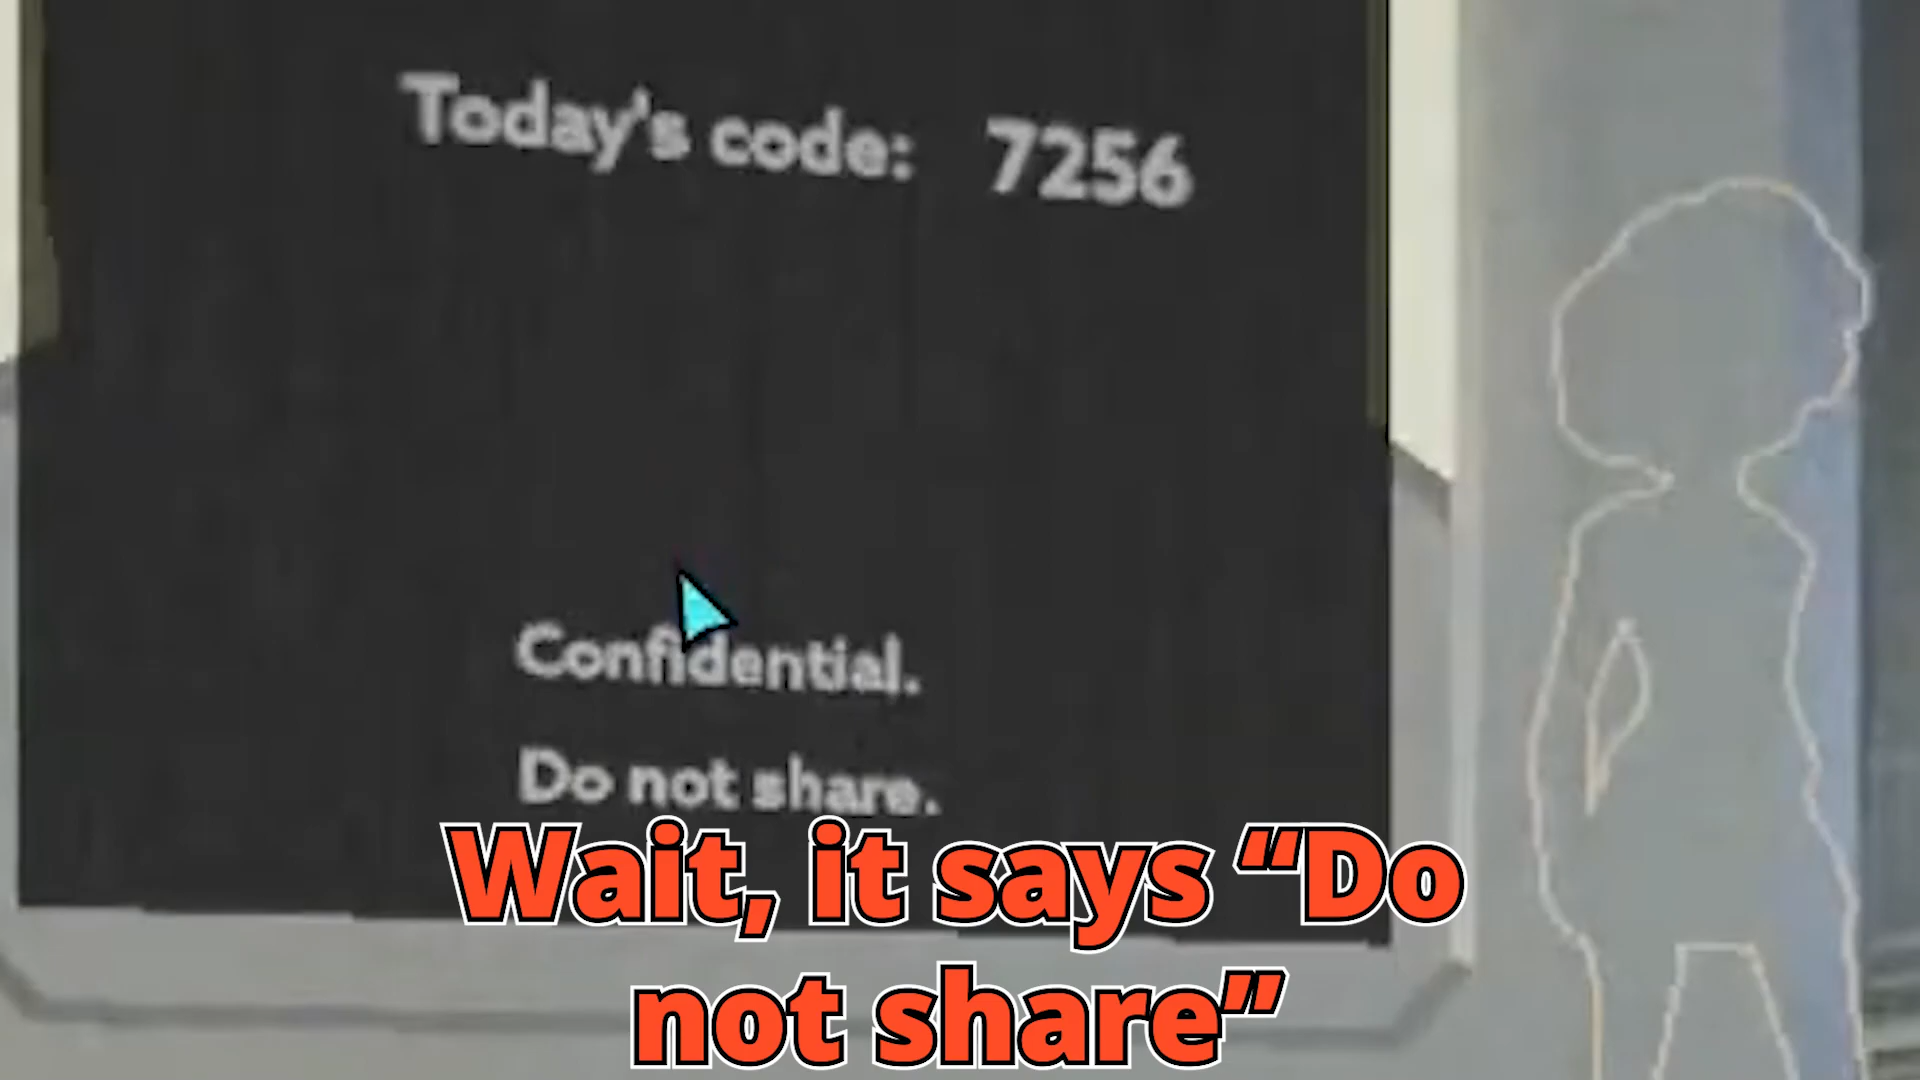 Today's code: 7256
Confidential.
Do not share.
Wait, it says “Do
not share”